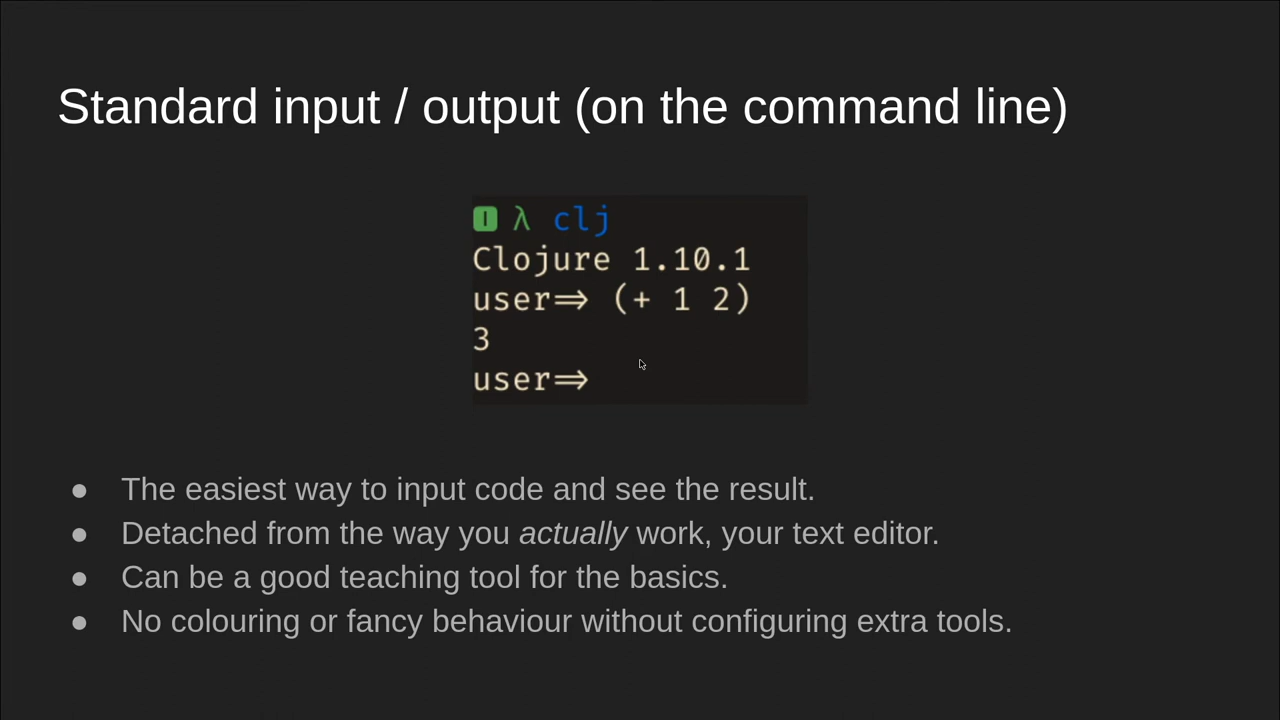 Standard input / output (on the command line)
I λ clj
Clojure 1.10.1
user=> (+ 1 2)
3
user=>
● The easiest way to input code and see the result.
● Detached from the way you actually work, your text editor.
● Can be a good teaching tool for the basics.
● No colouring or fancy behaviour without configuring extra tools.